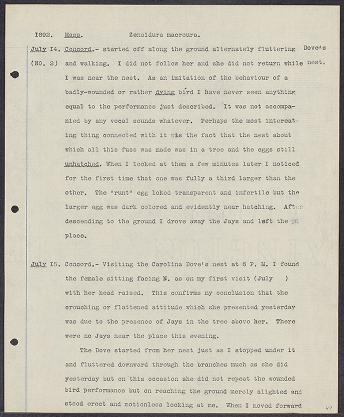 1892. Mass. Zenaidura macroura.
July 14. Concord.- started off along the ground alternately fluttering Dove's
(No. 2) and walking. I did not follow her and she did not return while nest.
I was near the nest. As an imitation of the behaviour of a
badly-wounded or rather dying bird I have never seen anything
equal to the performance just described. It was not accompa-
nied by any vocal sounds whatever. Perhaps the most interest-
ing thing connected with it was the fact that the nest about
which all this fuss was made was in a tree and the eggs still
unhatched. When I looked at them a few minutes later I noticed
for the first time that one was fully a third larger than the
other. The "runt" egg loked transparent and infertile but the
larger egg was dark colored and evidently near hatching. After
descending to the ground I drove away the Jays and left the
place.
July 15. Concord.- Visiting the Carolina Dove's nest at 6 P. M. I found
the female sitting facing N. as on my first visit (July )
with her head raised. This confirms my conclusion that the
crouching or flattened attitude which she presented yesterday
was due to the presence of Jays in the tree above her. There
were no Jays near the place this evening.
The Dove started from her nest just as I stopped under it
and fluttered downward through the branches much as she did
yesterday but on this occasion she did not repeat the wounded
bird performance but on reaching the ground merely alighted and
stood erect and motionless looking at me. When I moved forward